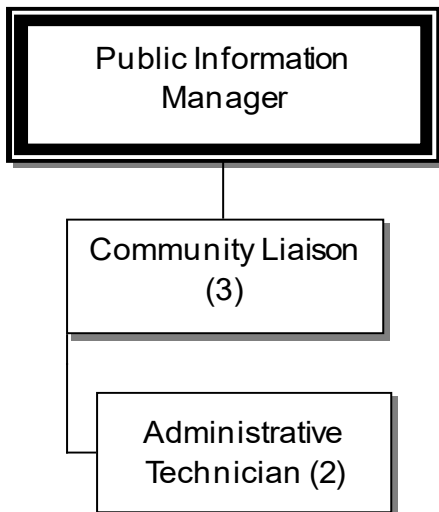 Public Information
Manager
Community Liaison
(3)
Administrative
Technician (2)